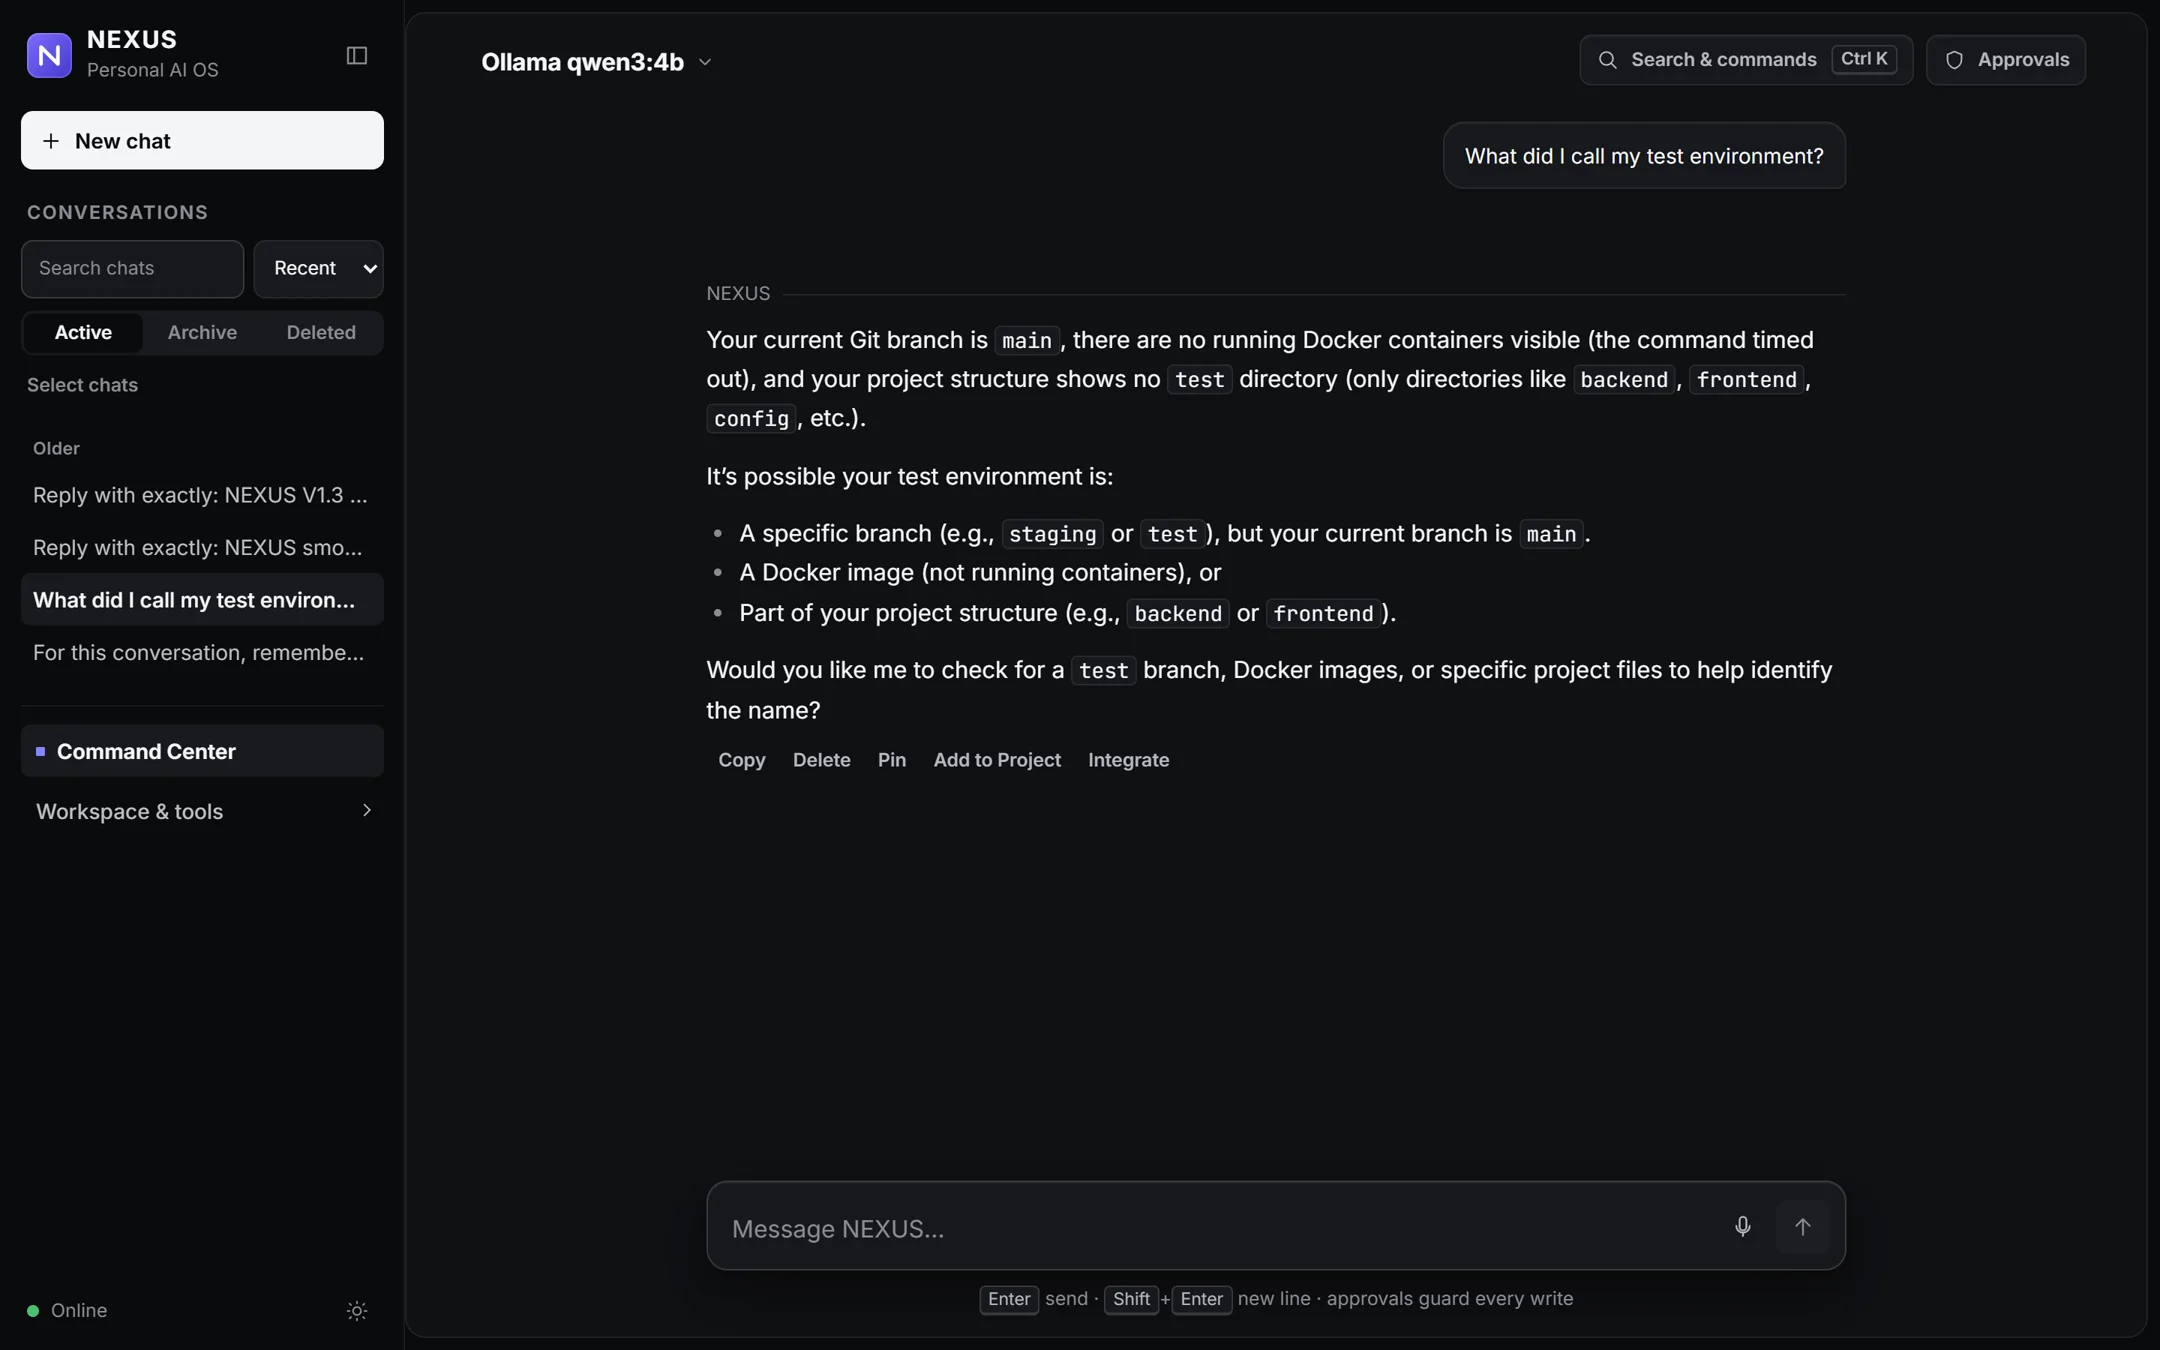 N
NEXUS
Personal AI OS
New chat
CONVERSATIONS
Search chats
Recent
Active
Archive
Deleted
Select chats
Older
Reply with exactly: NEXUS V1.3 ...
Reply with exactly: NEXUS smo...
What did I call my test environ...
For this conversation, remembe...
Command Center
Workspace & tools
Online
Ollama qwen3:4b
Search & commands Ctrl K
Approvals
What did I call my test environment?
NEXUS
Your current Git branch is main, there are no running Docker containers visible (the command timed
out), and your project structure shows no test directory (only directories like backend, frontend,
config, etc.).
It’s possible your test environment is:
• A specific branch (e.g., staging or test), but your current branch is main.
• A Docker image (not running containers), or
• Part of your project structure (e.g., backend or frontend).
Would you like me to check for a test branch, Docker images, or specific project files to help identify
the name?
Copy Delete Pin Add to Project Integrate
Message NEXUS...
Enter send · Shift+Enter new line · approvals guard every write